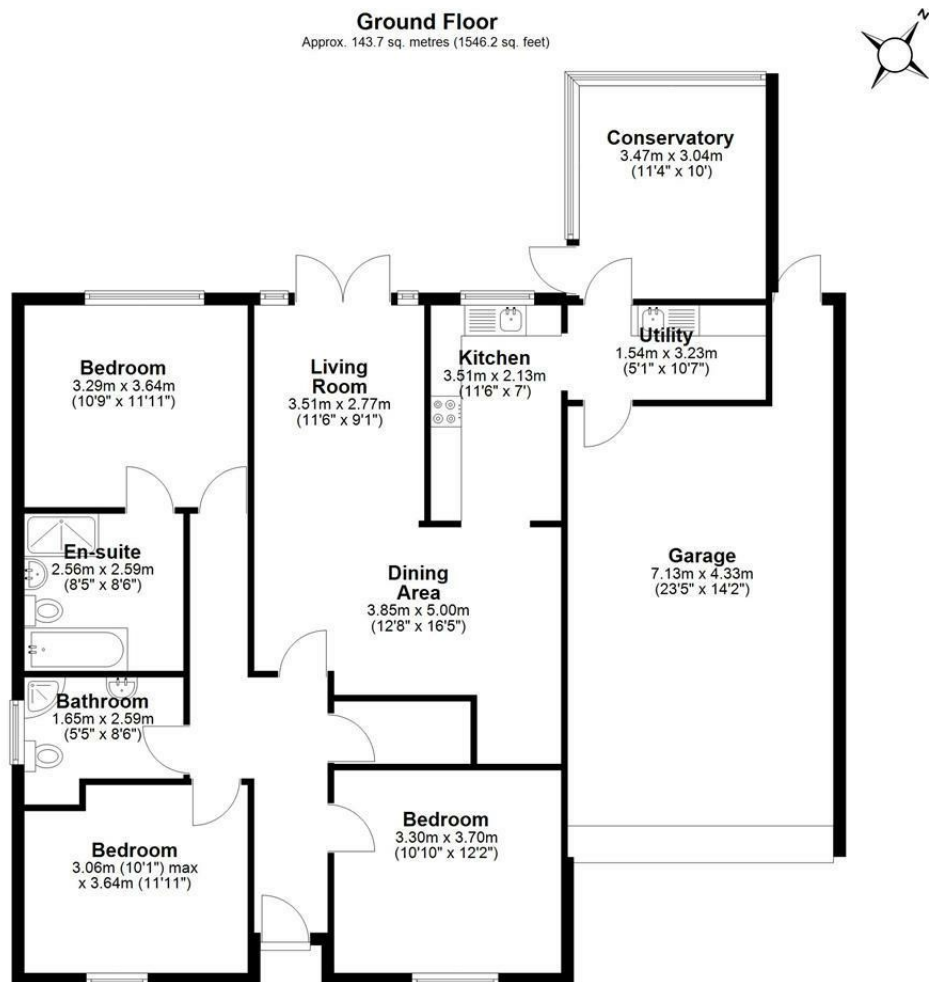 Ground Floor
Approx. 143.7 sq. metres (1546.2 sq. feet)
N
Conservatory
3.47m x 3.04m
(11'4" x 10')
Bedroom
3.29m x 3.64m
(10'9" x 11'11")
Living
Room
3.51m x 2.77m
(11'6" x 9'1")
Kitchen
3.51m x 2.13m
(11'6" x 7')
Utility
1.54m x 3.23m
(5'1" x 10'7")
En-suite
2.56m x 2.59m
(8'5" x 8'6")
Dining
Area
3.85m x 5.00m
(12'8" x 16'5")
Garage
7.13m x 4.33m
(23'5" x 14'2")
Bathroom
1.65m x 2.59m
(5'5" x 8'6")
Bedroom
3.06m (10'1") max
x 3.64m (11'11")
Bedroom
3.30m x 3.70m
(10'10" x 12'2")